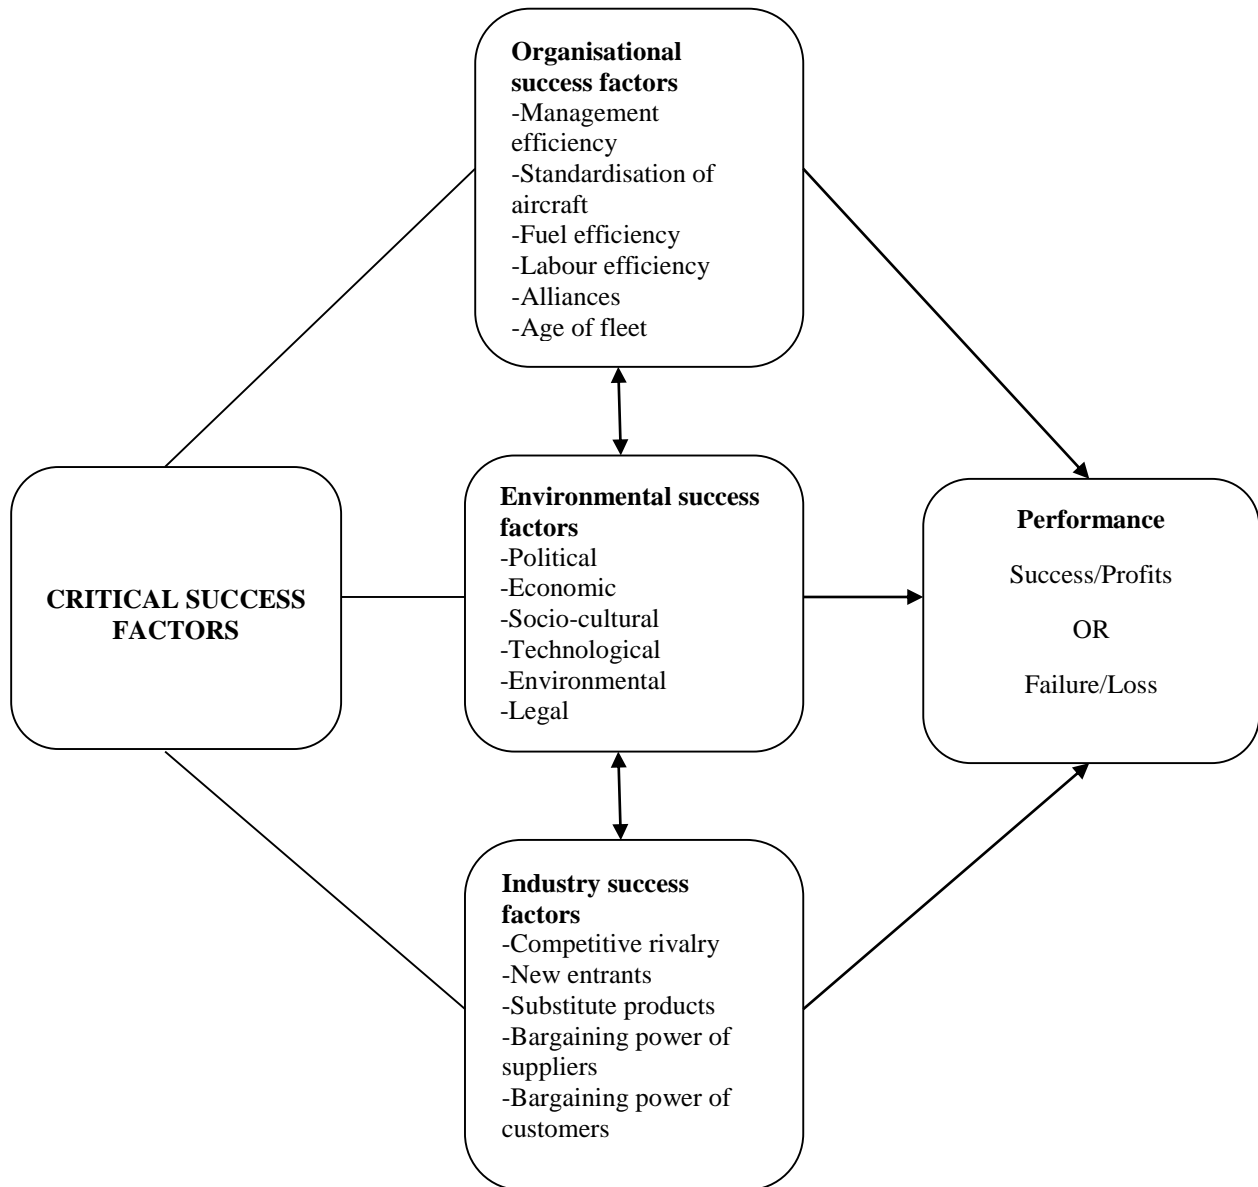 Organisational
success factors
-Management
efficiency
-Standardisation of
aircraft
-Fuel efficiency
-Labour efficiency
-Alliances
-Age of fleet
CRITICAL SUCCESS
FACTORS
Environmental success
factors
-Political
-Economic
-Socio-cultural
-Technological
-Environmental
-Legal
Performance
Success/Profits
OR
Failure/Loss
Industry success
factors
-Competitive rivalry
-New entrants
-Substitute products
-Bargaining power of
suppliers
-Bargaining power of
customers